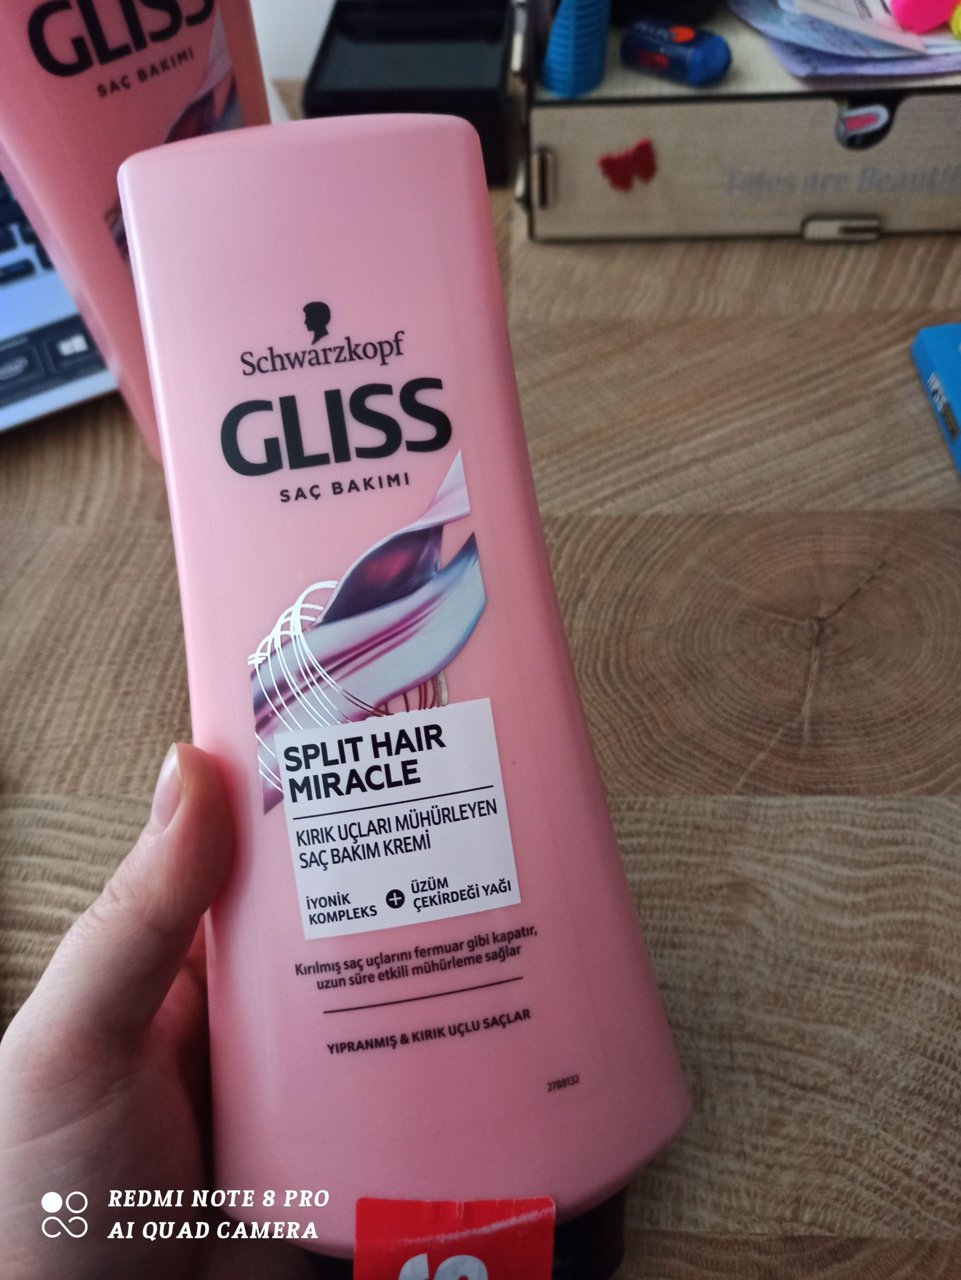 GLISS
SAÇ BAKIMI
Schwarzkopf
GLISS
SAÇ BAKIMI
SPLIT HAIR
MIRACLE
KIRIK UÇLARI MÜHÜRLEYEN
SAÇ BAKIM KREMİ
İYONİK
KOMPLEKS
+
ÜZÜM
ÇEKİRDEĞİ YAĞI
Kırılmış saç uçlarını fermuar gibi kapatır,
uzun süre etkili mühürleme sağlar
YIPRANMIŞ & KIRIK UÇLU SAÇLAR
2788132
REDMI NOTE 8 PRO
AI QUAD CAMERA